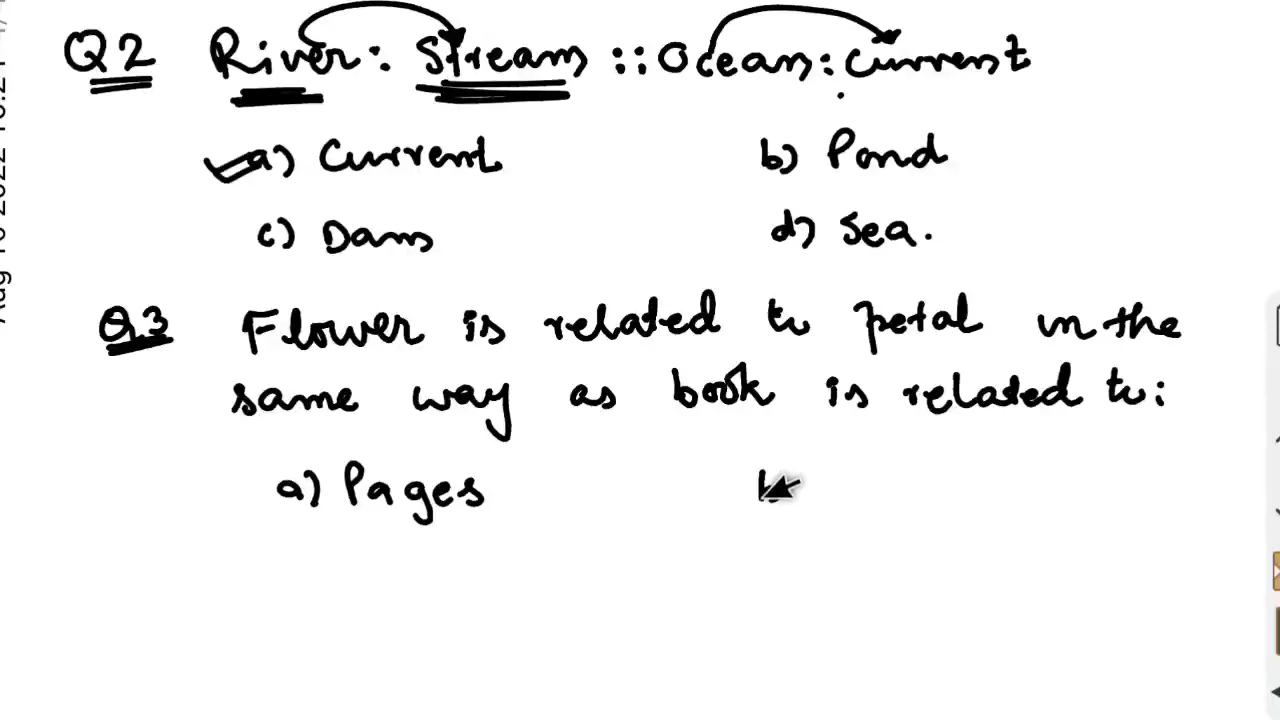 Q2 River : Stream :: Ocean : Current
a) Current b) Pond
c) Dam d) Sea.
Q3 Flower is related to petal in the
same way as book is related to :
a) Pages